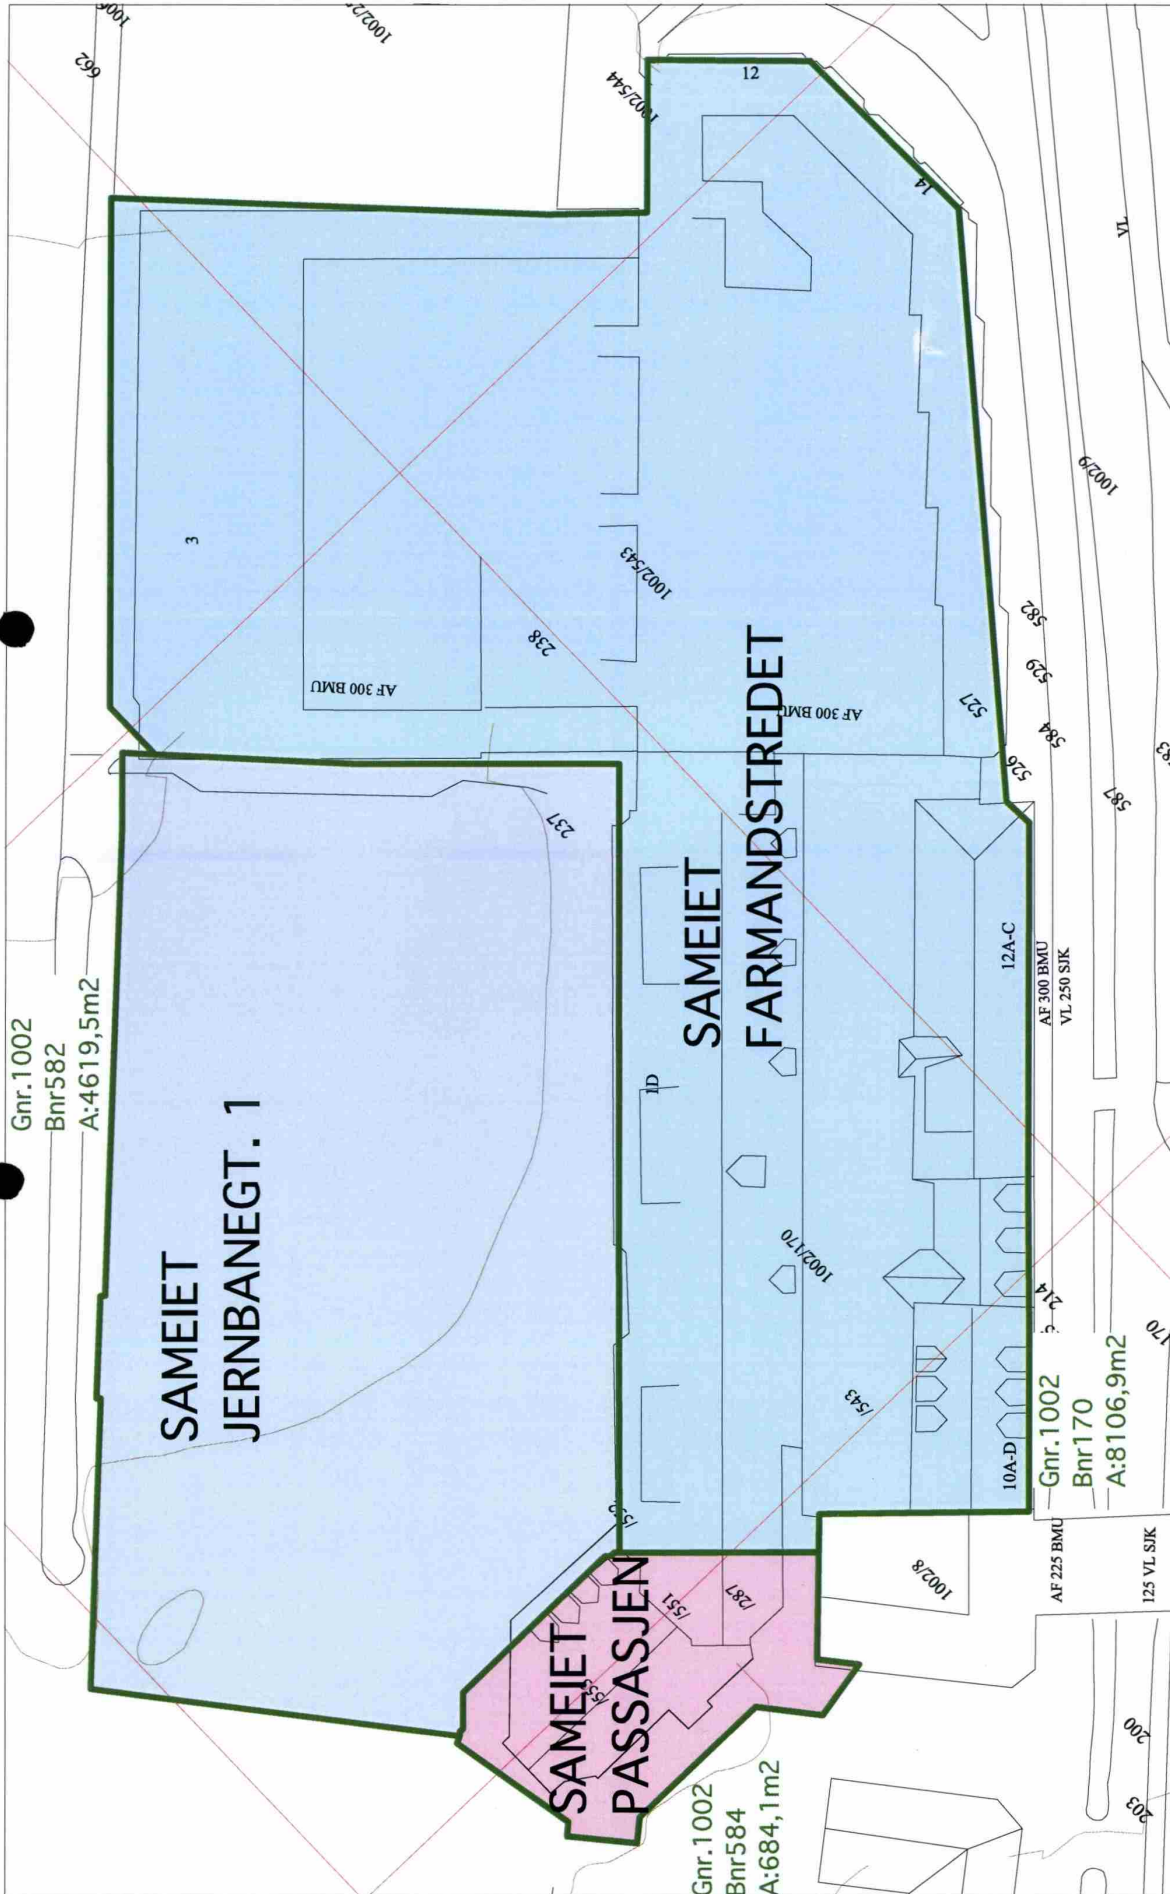 Gnr.1002
Bnr582
A:4619,5m2
SAMEIET
JERNBANEGT. 1
SAMEIET
FARMANDSTREDET
SAMEIET
PASSASJEN
Gnr.1002
Bnr584
A:684,1m2
Gnr.1002
Bnr170
A:8106,9m2
662
1002/544
12
14
3
238
1002/543
AF 300 BMU
AF 300 BMU
237
527
526
582
529
584
587
1002/9
VL
1D
12A-C
AF 300 BMU
VL 250 SJK
1002/170
/543
214
170
10A-D
/551
/287
1002/8
AF 225 BMU
125 VL SJK
200
203